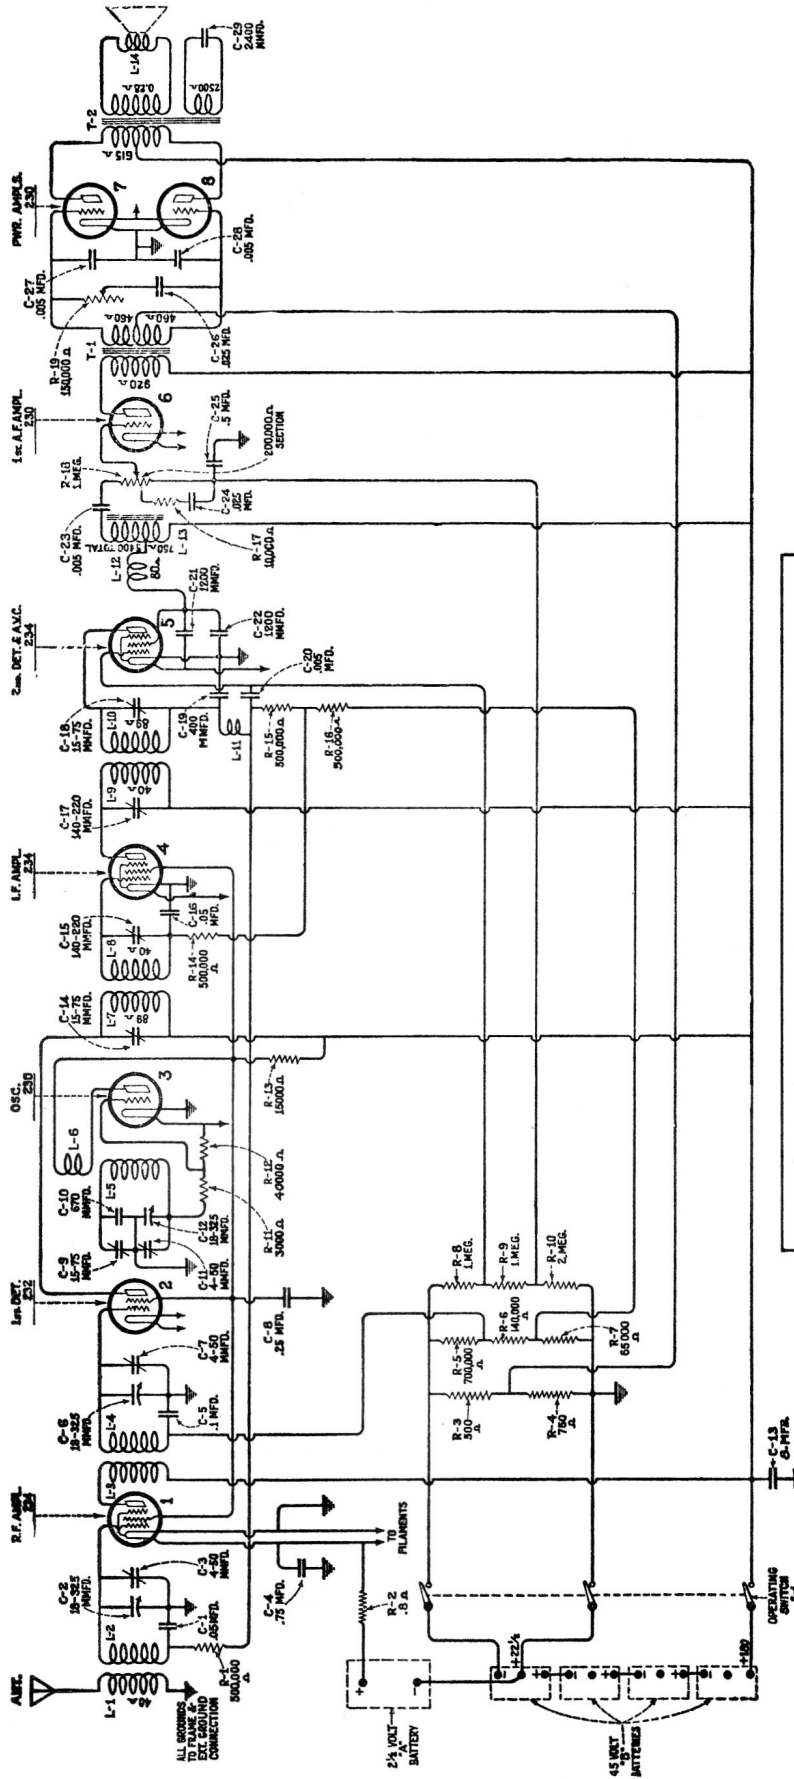 ANT.
L-1
45 Ω
ALL GROUNDS
TO FRAME &
EXT. GROUND
CONNECTION
R.F. AMPL.
234
1
C-2
18-325
MMFD.
L-2
C-3
4-50
MMFD.
C-1
.05 MFD.
R-1
500,000
Ω
C-4
.75 MFD.
TO
FILAMENTS
L-3
C-6
18-325
MMFD.
L-4
C-7
4-50
MMFD.
C-5
.1 MFD.
1ST. DET.
232
2
C-8
.25 MFD.
OSC.
230
3
C-9
15-75
MMFD.
C-10
670
MMFD.
L-5
L-6
C-11
4-50
MMFD.
C-12
18-325
MMFD.
R-11
3000 Ω
R-12
40000 Ω
R-13
15000 Ω
C-14
15-75
MMFD.
L-7
89 Ω
C-15
140-220
MMFD.
L-8
40 Ω
I.F. AMPL.
234
4
C-16
.05
MFD.
R-14
500,000
Ω
C-17
140-220
MMFD.
L-9
40 Ω
C-18
15-75
MMFD.
L-10
89 Ω
2ND. DET. & A.V.C.
234
5
C-19
400
MMFD.
L-11
C-20
.005
MFD.
R-15
500,000 Ω
R-16
500,000 Ω
C-21
1200
MMFD.
C-22
1200
MMFD.
L-12
80 Ω
C-23
.005 MFD.
750 Ω
5400 TOTAL
L-13
R-17
10,000 Ω
R-18
1. MEG.
C-24
.025
MFD.
C-25
.5 MFD.
200,000 Ω
SECTION
1ST. A.F. AMPL.
230
6
T-1
920 Ω
460 Ω
460 Ω
R-19
150,000 Ω
C-26
.025 MFD.
C-27
.005 MFD.
C-28
.005 MFD.
PWR. AMPLS.
230
7
8
T-2
615 Ω
0.28 Ω
2500 Ω
L-14
C-29
2400
MMFD.
2½ VOLT
"A"
BATTERY
+
-
R-2
.8 Ω
R-3
500
Ω
R-4
750
Ω
R-5
700,000
Ω
R-6
140,000
Ω
R-7
65000
Ω
R-8
1. MEG.
R-9
1. MEG.
R-10
2. MEG.
45 VOLT
"B"
BATTERIES
+22½
+180
OPERATING
SWITCH
C-13
8. MFD.